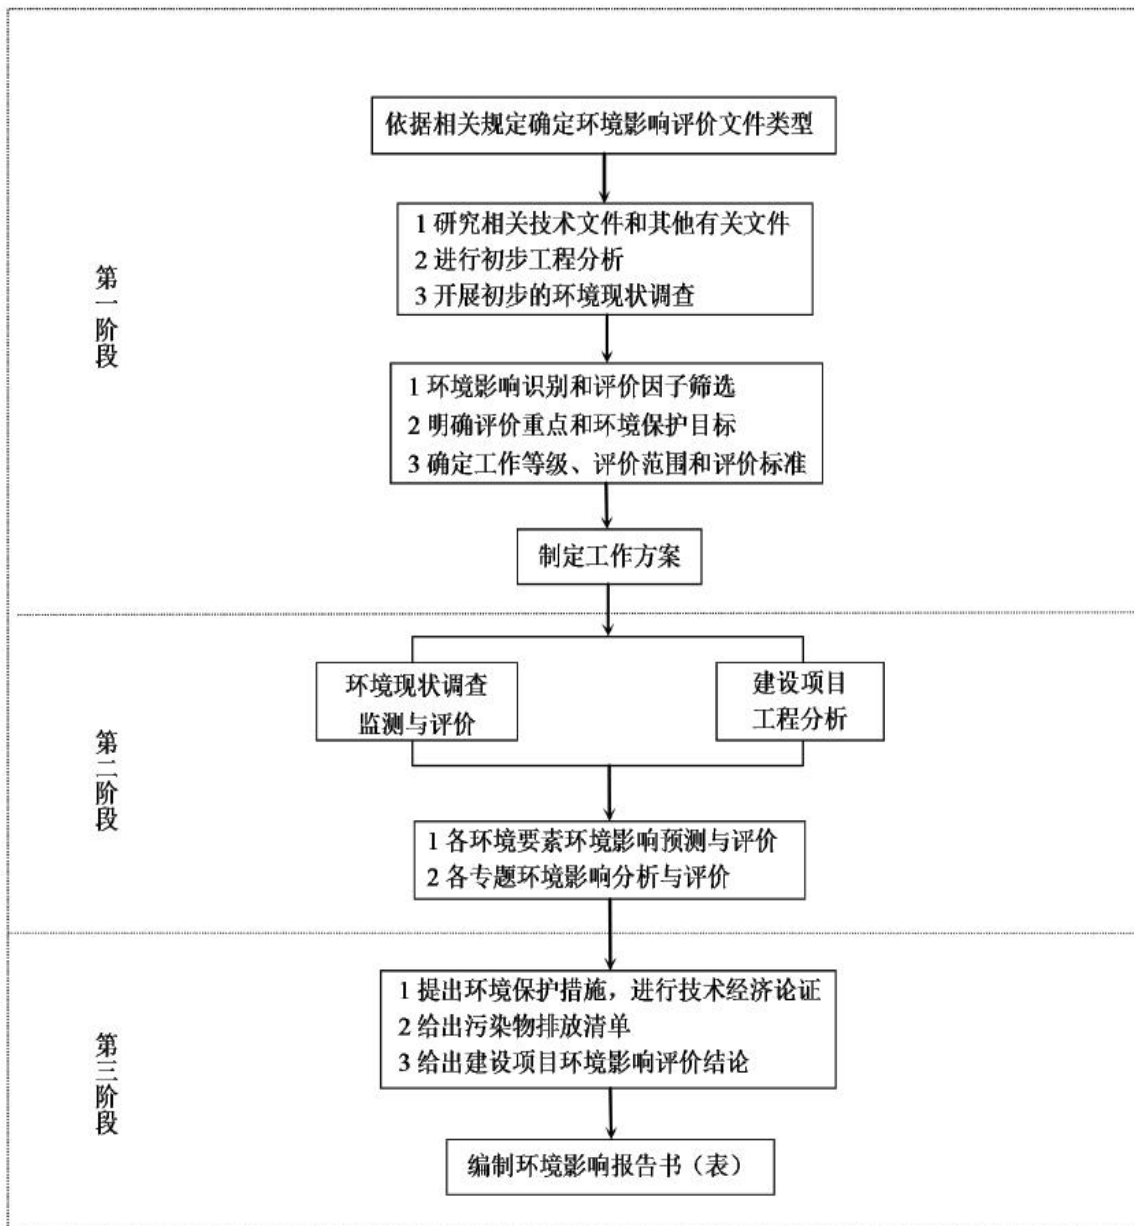 依据相关规定确定环境影响评价文件类型
1 研究相关技术文件和其他有关文件
2 进行初步工程分析
3 开展初步的环境现状调查
第一阶段
1 环境影响识别和评价因子筛选
2 明确评价重点和环境保护目标
3 确定工作等级、评价范围和评价标准
制定工作方案
环境现状调查
监测与评价
建设项目
工程分析
第二阶段
1 各环境要素环境影响预测与评价
2 各专题环境影响分析与评价
1 提出环境保护措施，进行技术经济论证
2 给出污染物排放清单
3 给出建设项目环境影响评价结论
第三阶段
编制环境影响报告书（表）